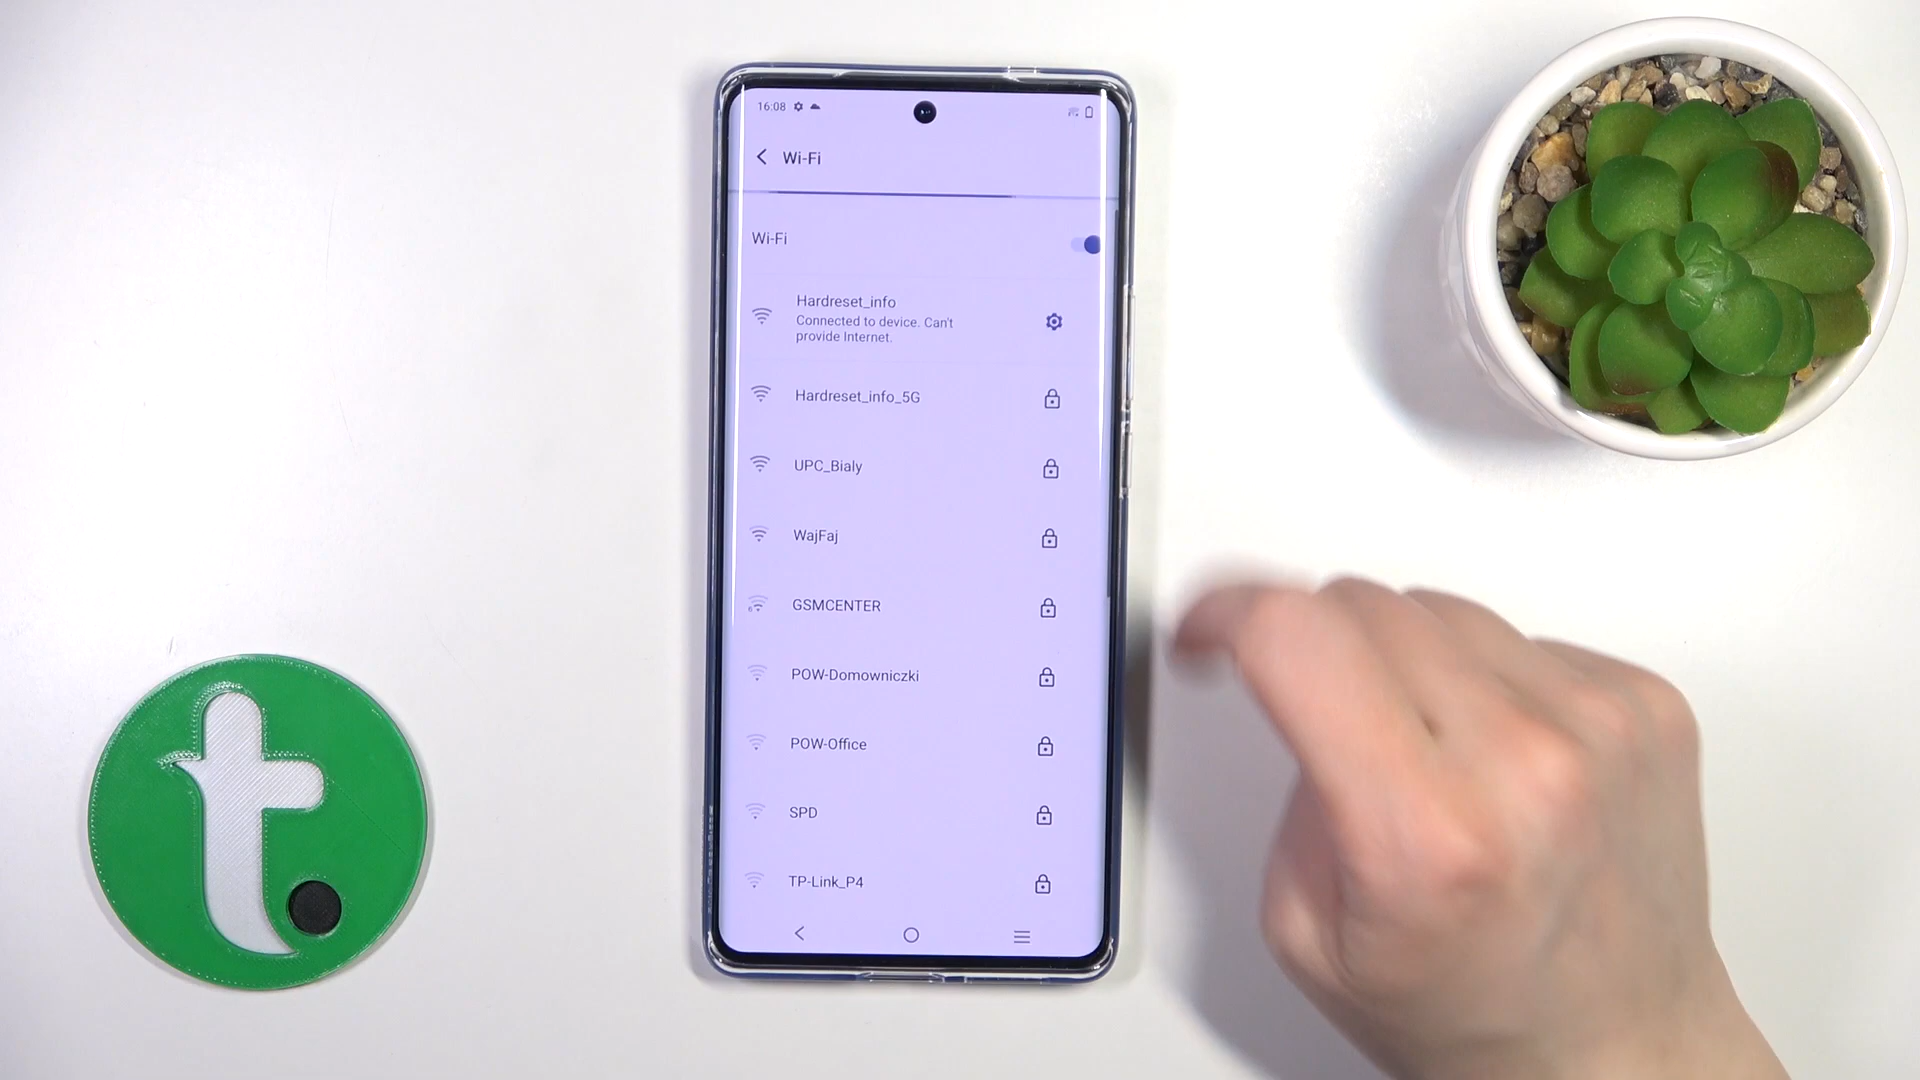 16:08
Wi-Fi
Wi-Fi
Hardreset_info
Connected to device. Can't
provide Internet.
Hardreset_info_5G
UPC_Bialy
WajFaj
GSMCENTER
POW-Domowniczki
POW-Office
SPD
TP-Link_P4
t